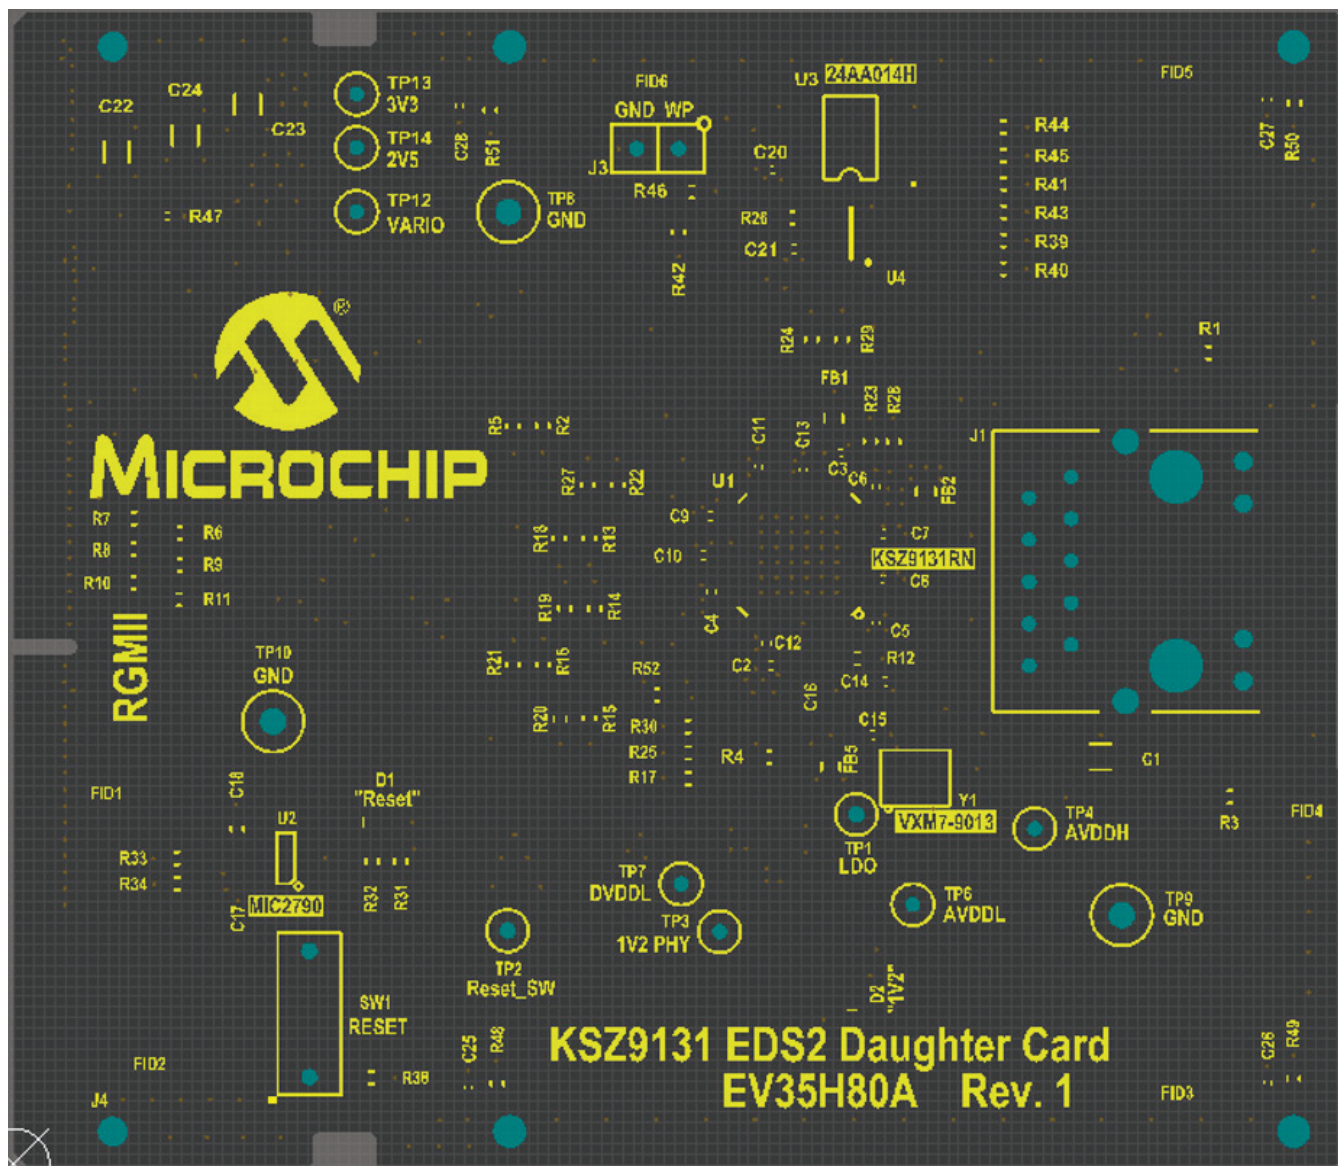 24AA014H
U3
FID5
FID6
TP13
3V3
C24
C22
C23
GND WP
TP14
2V5
C28
R51
J3
C20
C27
R50
R44
R45
R41
R43
R39
R40
R46
TP12
VARIO
TP8
GND
R47
R26
C21
U4
R42
®
R24
R29
R1
FB1
R23
R28
R5
R2
C11
C13
J1
MICROCHIP
R27
R22
U1
C3
C6
FB2
R7
R6
C9
R8
R18
R13
C7
C10
KSZ9131RN
R9
R10
C8
R11
R19
R14
C4
C5
RGMII
C12
TP10
GND
R21
R16
R52
C2
R12
C14
C16
R20
R15
R30
C15
R25
R4
FB5
C1
R17
D1
"Reset"
C18
FID1
Y1
VXM7-9013
TP4
AVDDH
R3
FID4
U2
TP1
LDO
R33
R34
R32
R31
TP7
DVDDL
MIC2790
C17
TP6
AVDDL
TP9
GND
TP3
1V2 PHY
TP2
Reset_SW
D2
"1V2"
SW1
RESET
C25
R48
KSZ9131 EDS2 Daughter Card
EV35H80A Rev. 1
C26
R49
FID2
R38
FID3
J4